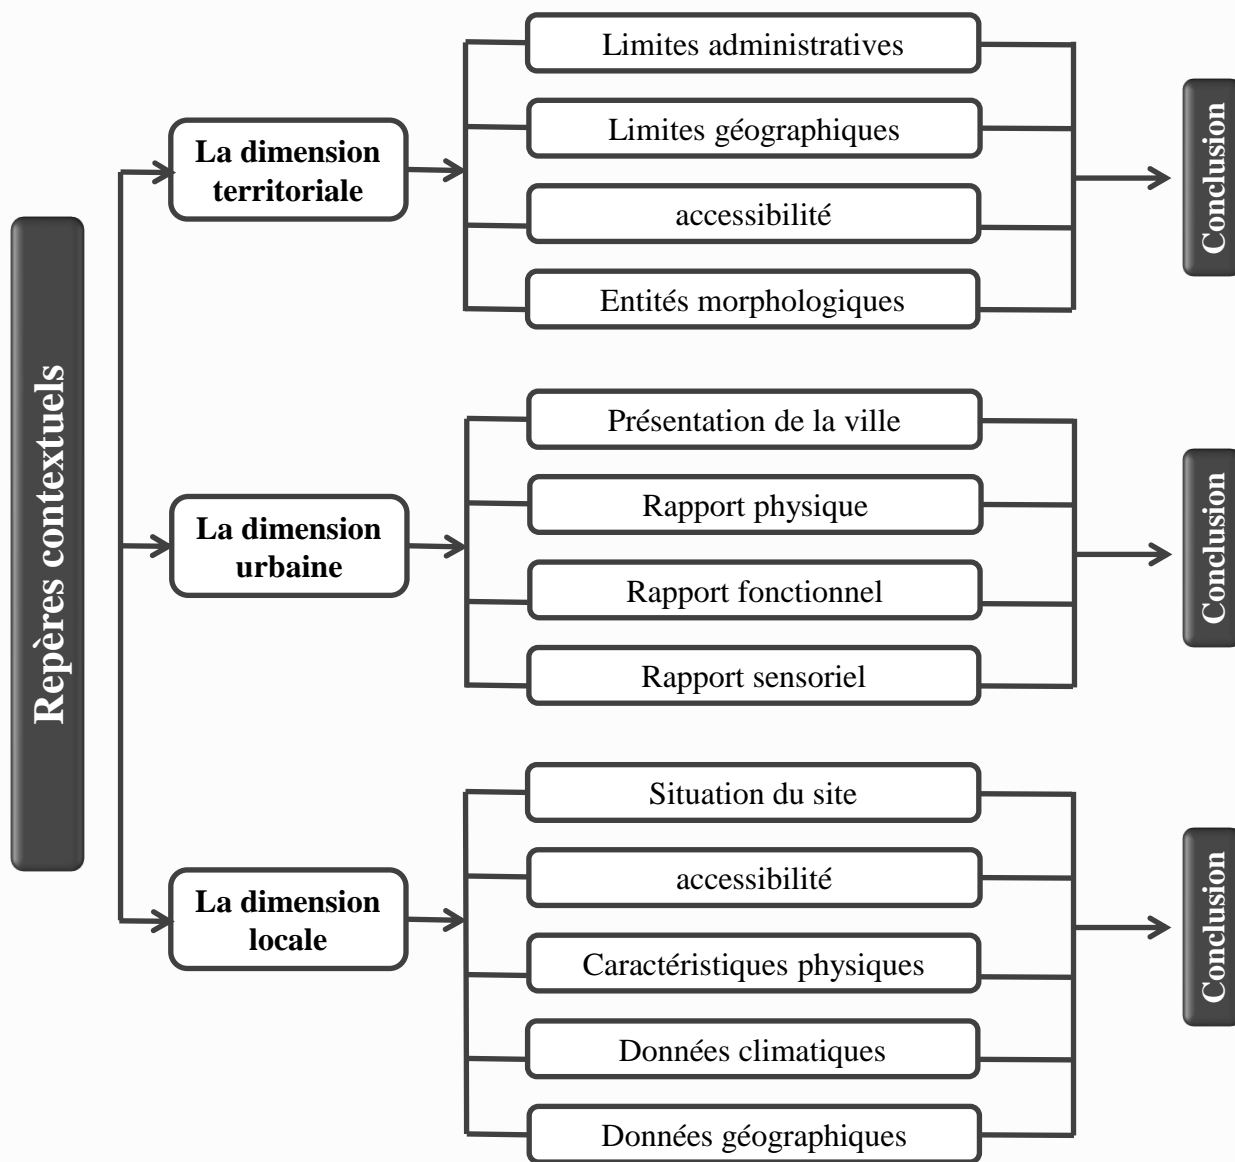 Repères contextuels
La dimension
territoriale
Limites administratives
Limites géographiques
accessibilité
Entités morphologiques
Conclusion
La dimension
urbaine
Présentation de la ville
Rapport physique
Rapport fonctionnel
Rapport sensoriel
Conclusion
La dimension
locale
Situation du site
accessibilité
Caractéristiques physiques
Données climatiques
Données géographiques
Conclusion